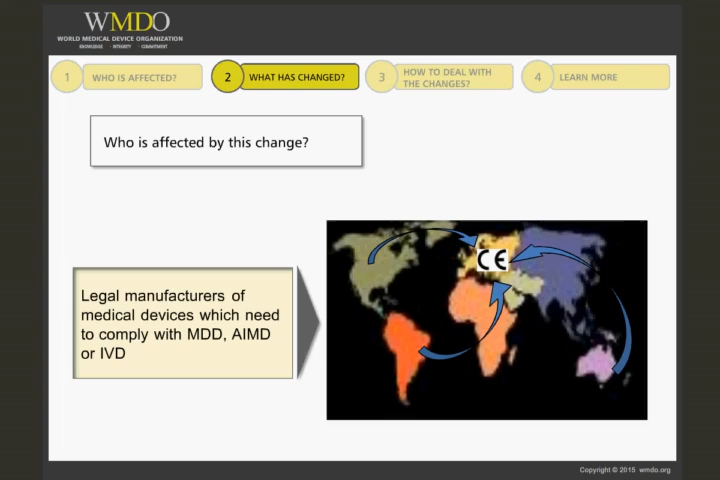 WMDO
WORLD MEDICAL DEVICE ORGANIZATION
KNOWLEDGE · INTEGRITY · COMMITMENT
1 WHO IS AFFECTED?
2 WHAT HAS CHANGED?
3 HOW TO DEAL WITH
THE CHANGES?
4 LEARN MORE
Who is affected by this change?
CE
Legal manufacturers of
medical devices which need
to comply with MDD, AIMD
or IVD
Copyright © 2015 wmdo.org